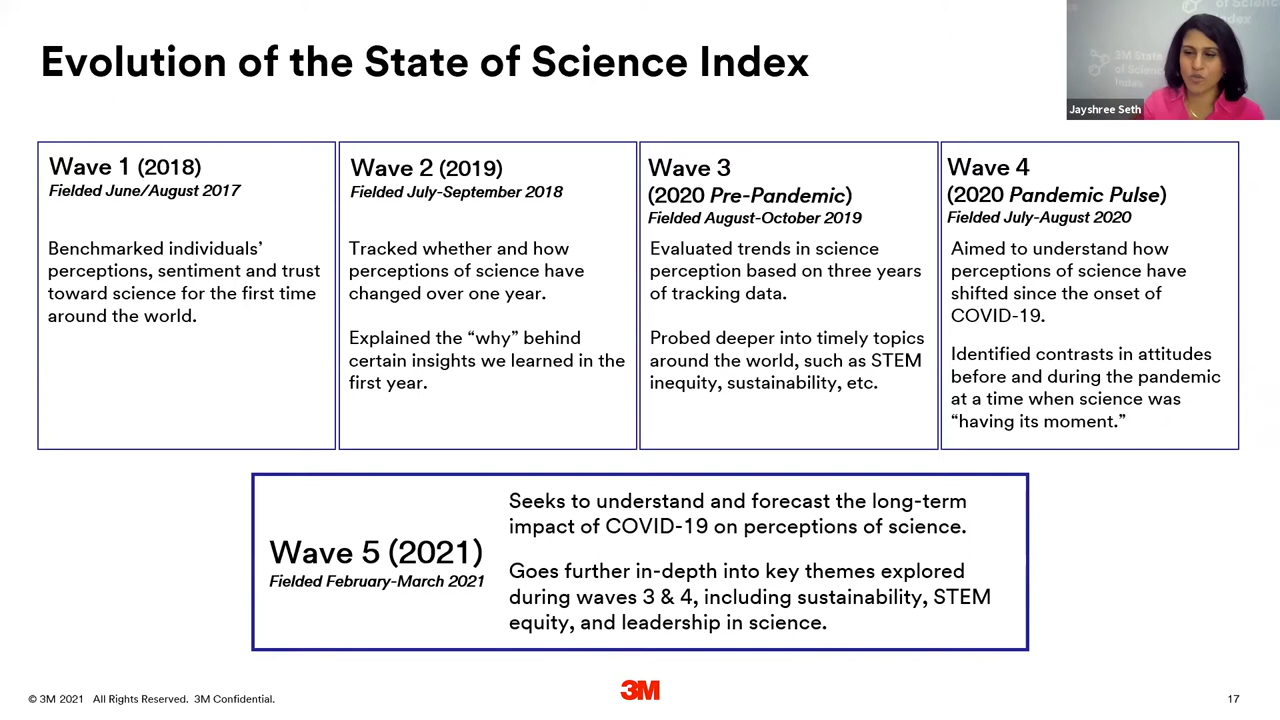 Evolution of the State of Science Index
of Science
Index
3M State
of Science
Index
Jayshree Seth
Wave 1 (2018)
Fielded June/August 2017
Benchmarked individuals’
perceptions, sentiment and trust
toward science for the first time
around the world.
Wave 2 (2019)
Fielded July-September 2018
Tracked whether and how
perceptions of science have
changed over one year.
Explained the “why” behind
certain insights we learned in the
first year.
Wave 3
(2020 Pre-Pandemic)
Fielded August-October 2019
Evaluated trends in science
perception based on three years
of tracking data.
Probed deeper into timely topics
around the world, such as STEM
inequity, sustainability, etc.
Wave 4
(2020 Pandemic Pulse)
Fielded July-August 2020
Aimed to understand how
perceptions of science have
shifted since the onset of
COVID-19.
Identified contrasts in attitudes
before and during the pandemic
at a time when science was
“having its moment.”
Wave 5 (2021)
Fielded February-March 2021
Seeks to understand and forecast the long-term
impact of COVID-19 on perceptions of science.
Goes further in-depth into key themes explored
during waves 3 & 4, including sustainability, STEM
equity, and leadership in science.
© 3M 2021 All Rights Reserved. 3M Confidential.
3M
17